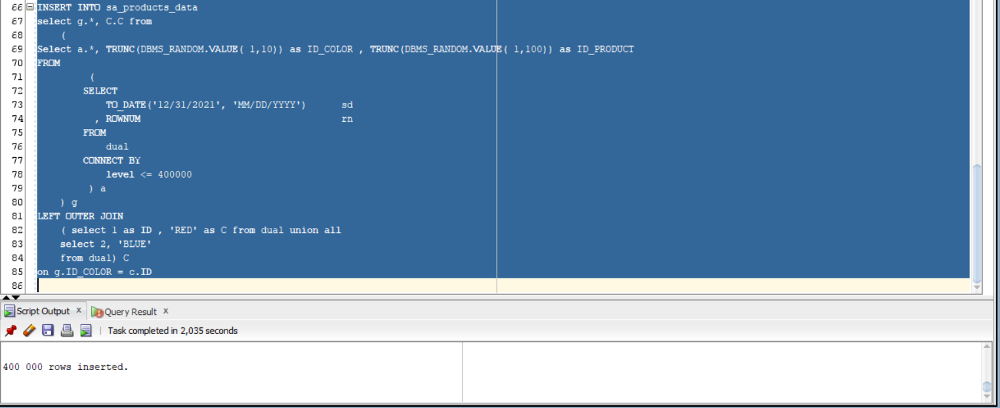 66 INSERT INTO sa_products_data
67 select g.*, C.C from
68 (
69 Select a.*, TRUNC(DBMS_RANDOM.VALUE( 1,10)) as ID_COLOR , TRUNC(DBMS_RANDOM.VALUE( 1,100)) as ID_PRODUCT
70 FROM
71 (
72 SELECT
73 TO_DATE('12/31/2021', 'MM/DD/YYYY') sd
74 , ROWNUM rn
75 FROM
76 dual
77 CONNECT BY
78 level <= 400000
79 ) a
80 ) g
81 LEFT OUTER JOIN
82 ( select 1 as ID , 'RED' as C from dual union all
83 select 2, 'BLUE'
84 from dual) C
85 on g.ID_COLOR = c.ID
86
Script Output x Query Result x
Task completed in 2,035 seconds
400 000 rows inserted.